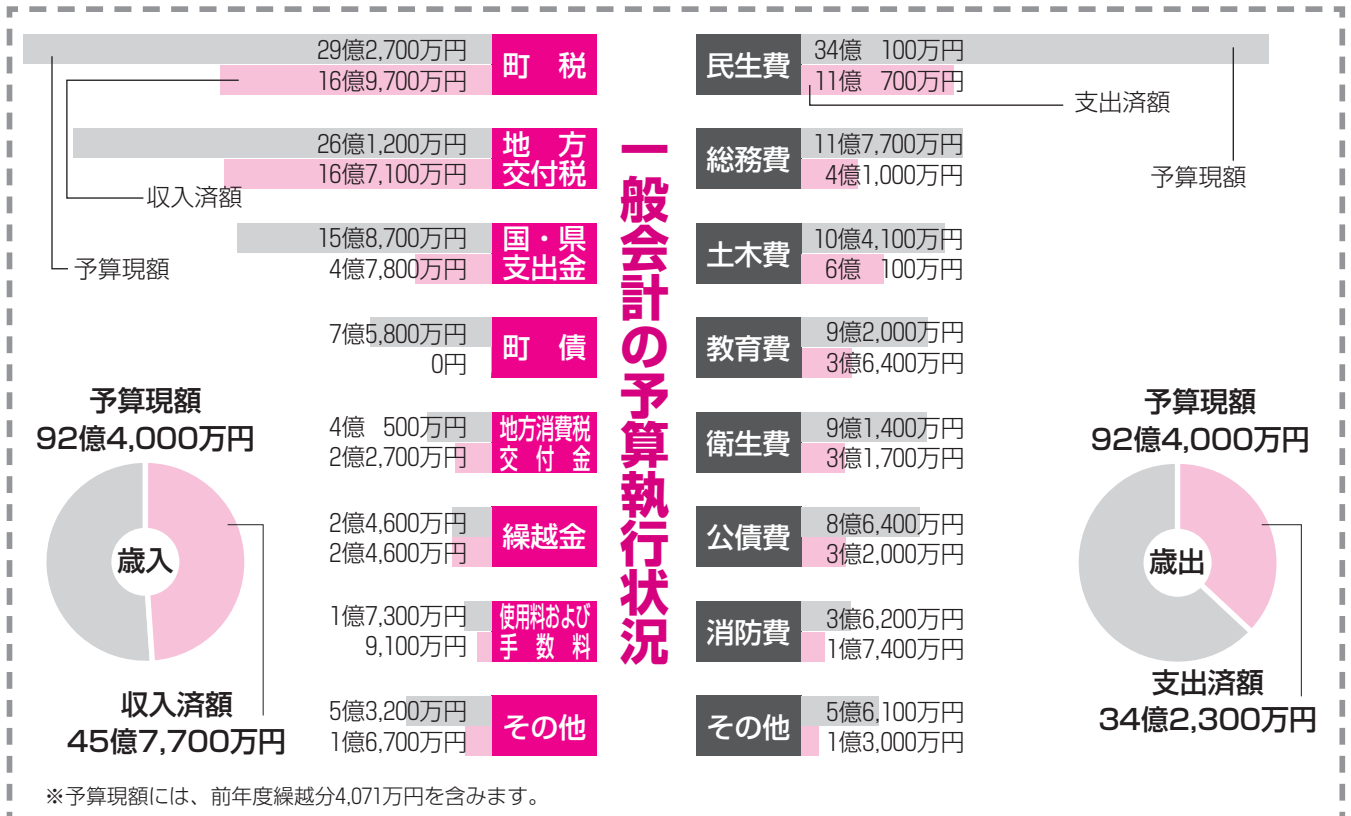 一般会計の予算執行状況
29億2,700万円
16億9,700万円
町 税
26億1,200万円
16億7,100万円
地 方
交付税
収入済額
15億8,700万円
4億7,800万円
国・県
支出金
予算現額
7億5,800万円
0円
町 債
4億 500万円
2億2,700万円
地方消費税
交 付 金
2億4,600万円
2億4,600万円
繰越金
1億7,300万円
9,100万円
使用料および
手 数 料
5億3,200万円
1億6,700万円
その他
予算現額
92億4,000万円
歳入
収入済額
45億7,700万円
民生費
34億 100万円
11億 700万円
支出済額
総務費
11億7,700万円
4億1,000万円
予算現額
土木費
10億4,100万円
6億 100万円
教育費
9億2,000万円
3億6,400万円
衛生費
9億1,400万円
3億1,700万円
公債費
8億6,400万円
3億2,000万円
消防費
3億6,200万円
1億7,400万円
その他
5億6,100万円
1億3,000万円
予算現額
92億4,000万円
歳出
支出済額
34億2,300万円
※予算現額には、前年度繰越分4,071万円を含みます。